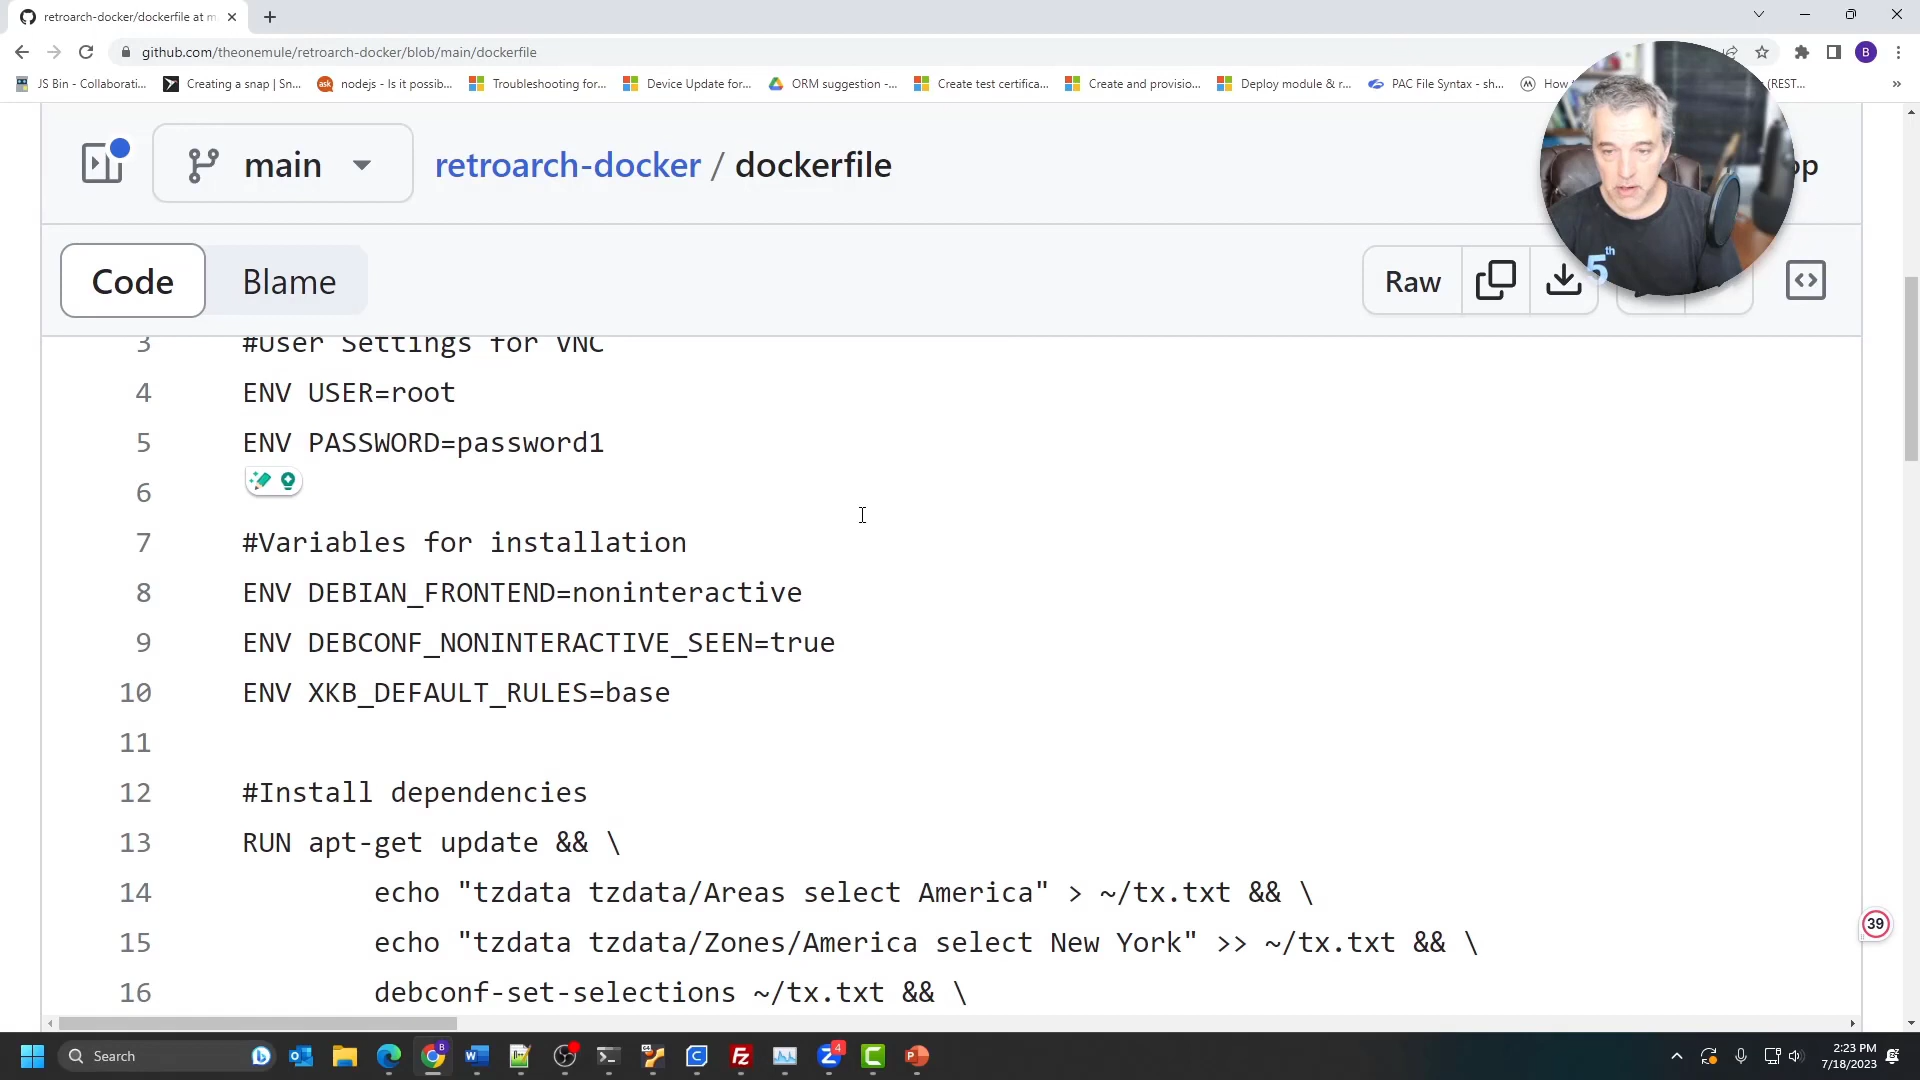 retroarch-docker/dockerfile at m
github.com/theonemule/retroarch-docker/blob/main/dockerfile
B
JS Bin - Collaborati...
Creating a snap | Sn...
nodejs - Is it possib...
Troubleshooting for...
Device Update for...
ORM suggestion -...
Create test certifica...
Create and provisio...
Deploy module & r...
PAC File Syntax - sh...
How
(REST...
main
retroarch-docker / dockerfile
op
Code
Blame
Raw
5th
3 #User Settings for VNC
4 ENV USER=root
5 ENV PASSWORD=password1
6
7 #Variables for installation
8 ENV DEBIAN_FRONTEND=noninteractive
9 ENV DEBCONF_NONINTERACTIVE_SEEN=true
10 ENV XKB_DEFAULT_RULES=base
11
12 #Install dependencies
13 RUN apt-get update && \
14 echo "tzdata tzdata/Areas select America" > ~/tx.txt && \
15 echo "tzdata tzdata/Zones/America select New York" >> ~/tx.txt && \
16 debconf-set-selections ~/tx.txt && \
39
Search
4
2:23 PM
7/18/2023